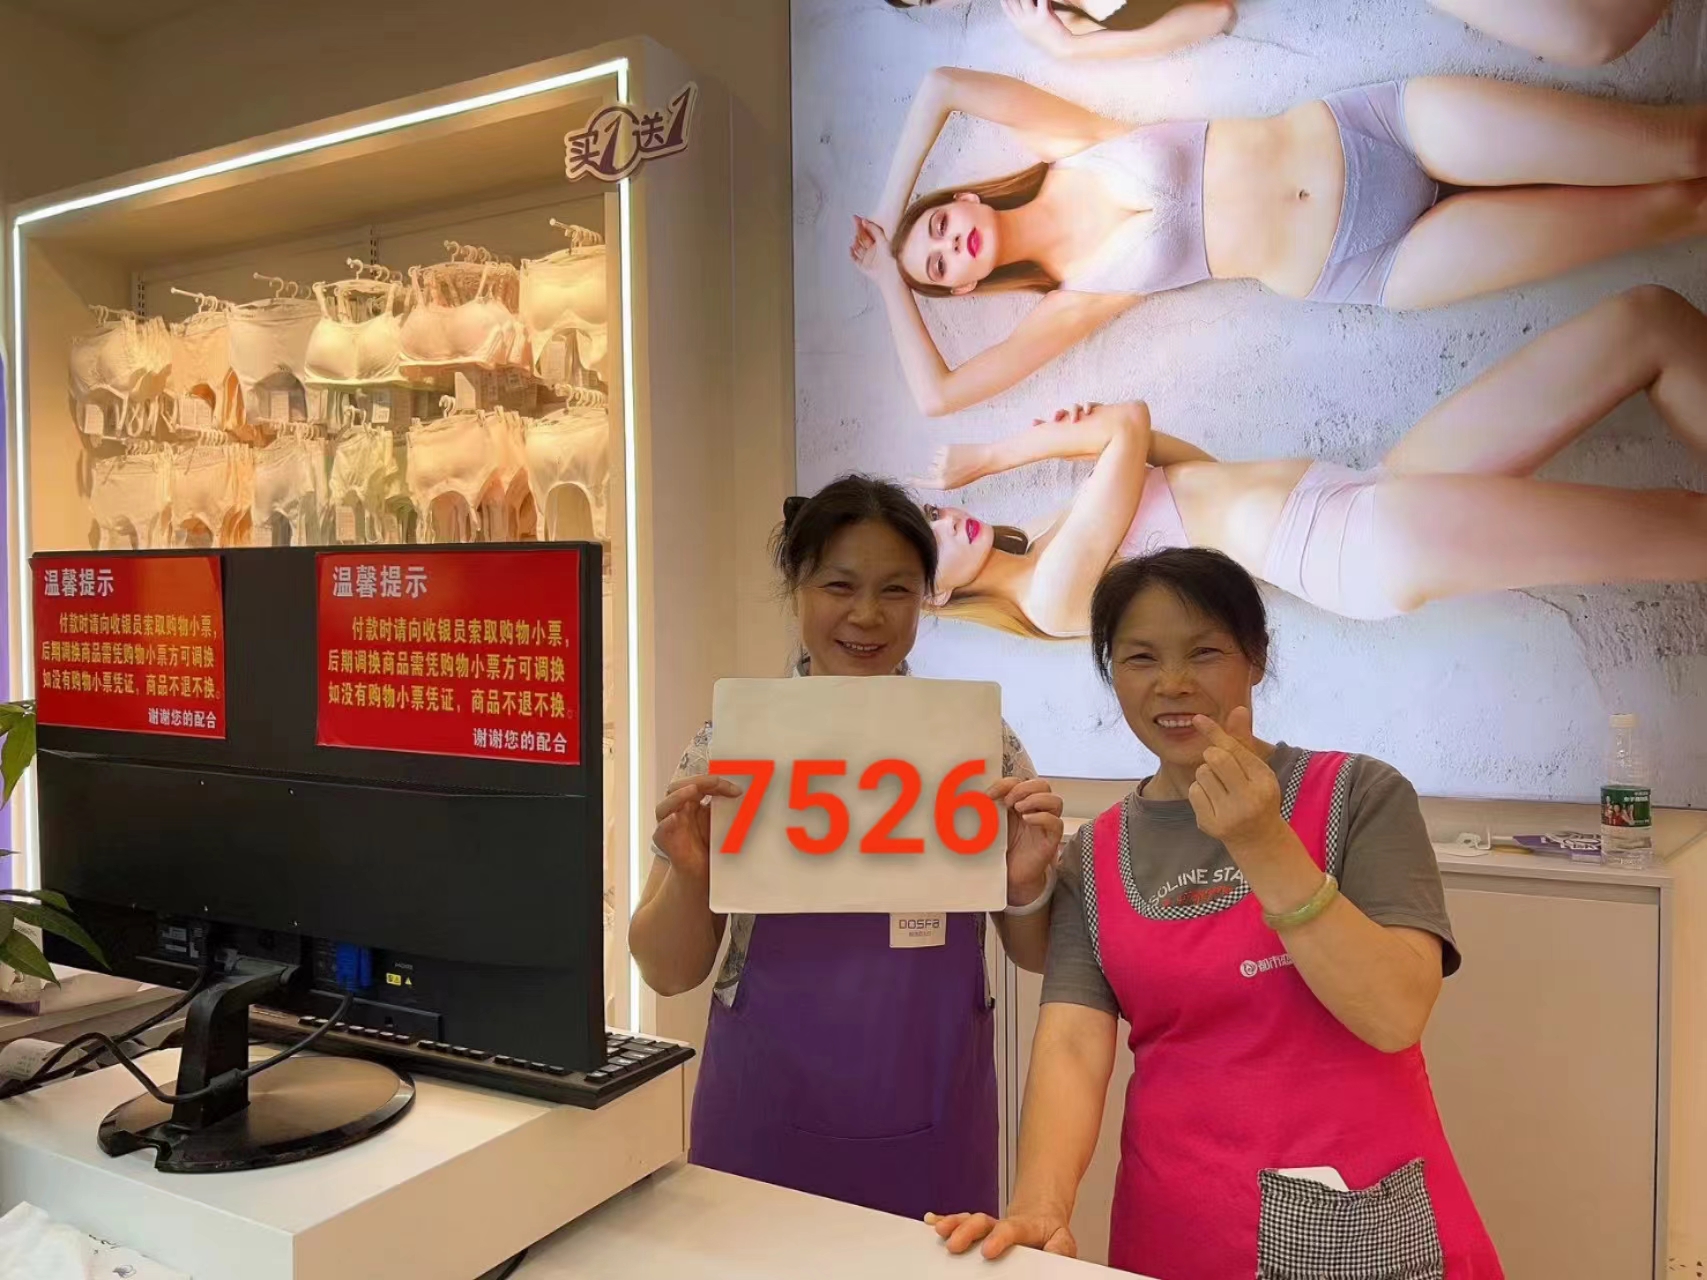 买1送1
温馨提示
付款时请向收银员索取购物小票，
后期调换商品需凭购物小票方可调换
如没有购物小票凭证，商品不退不换。
谢谢您的配合
温馨提示
付款时请向收银员索取购物小票，
后期调换商品需凭购物小票方可调换
如没有购物小票凭证，商品不退不换。
谢谢您的配合
7526
DOSFA
SOLINE STA
都市